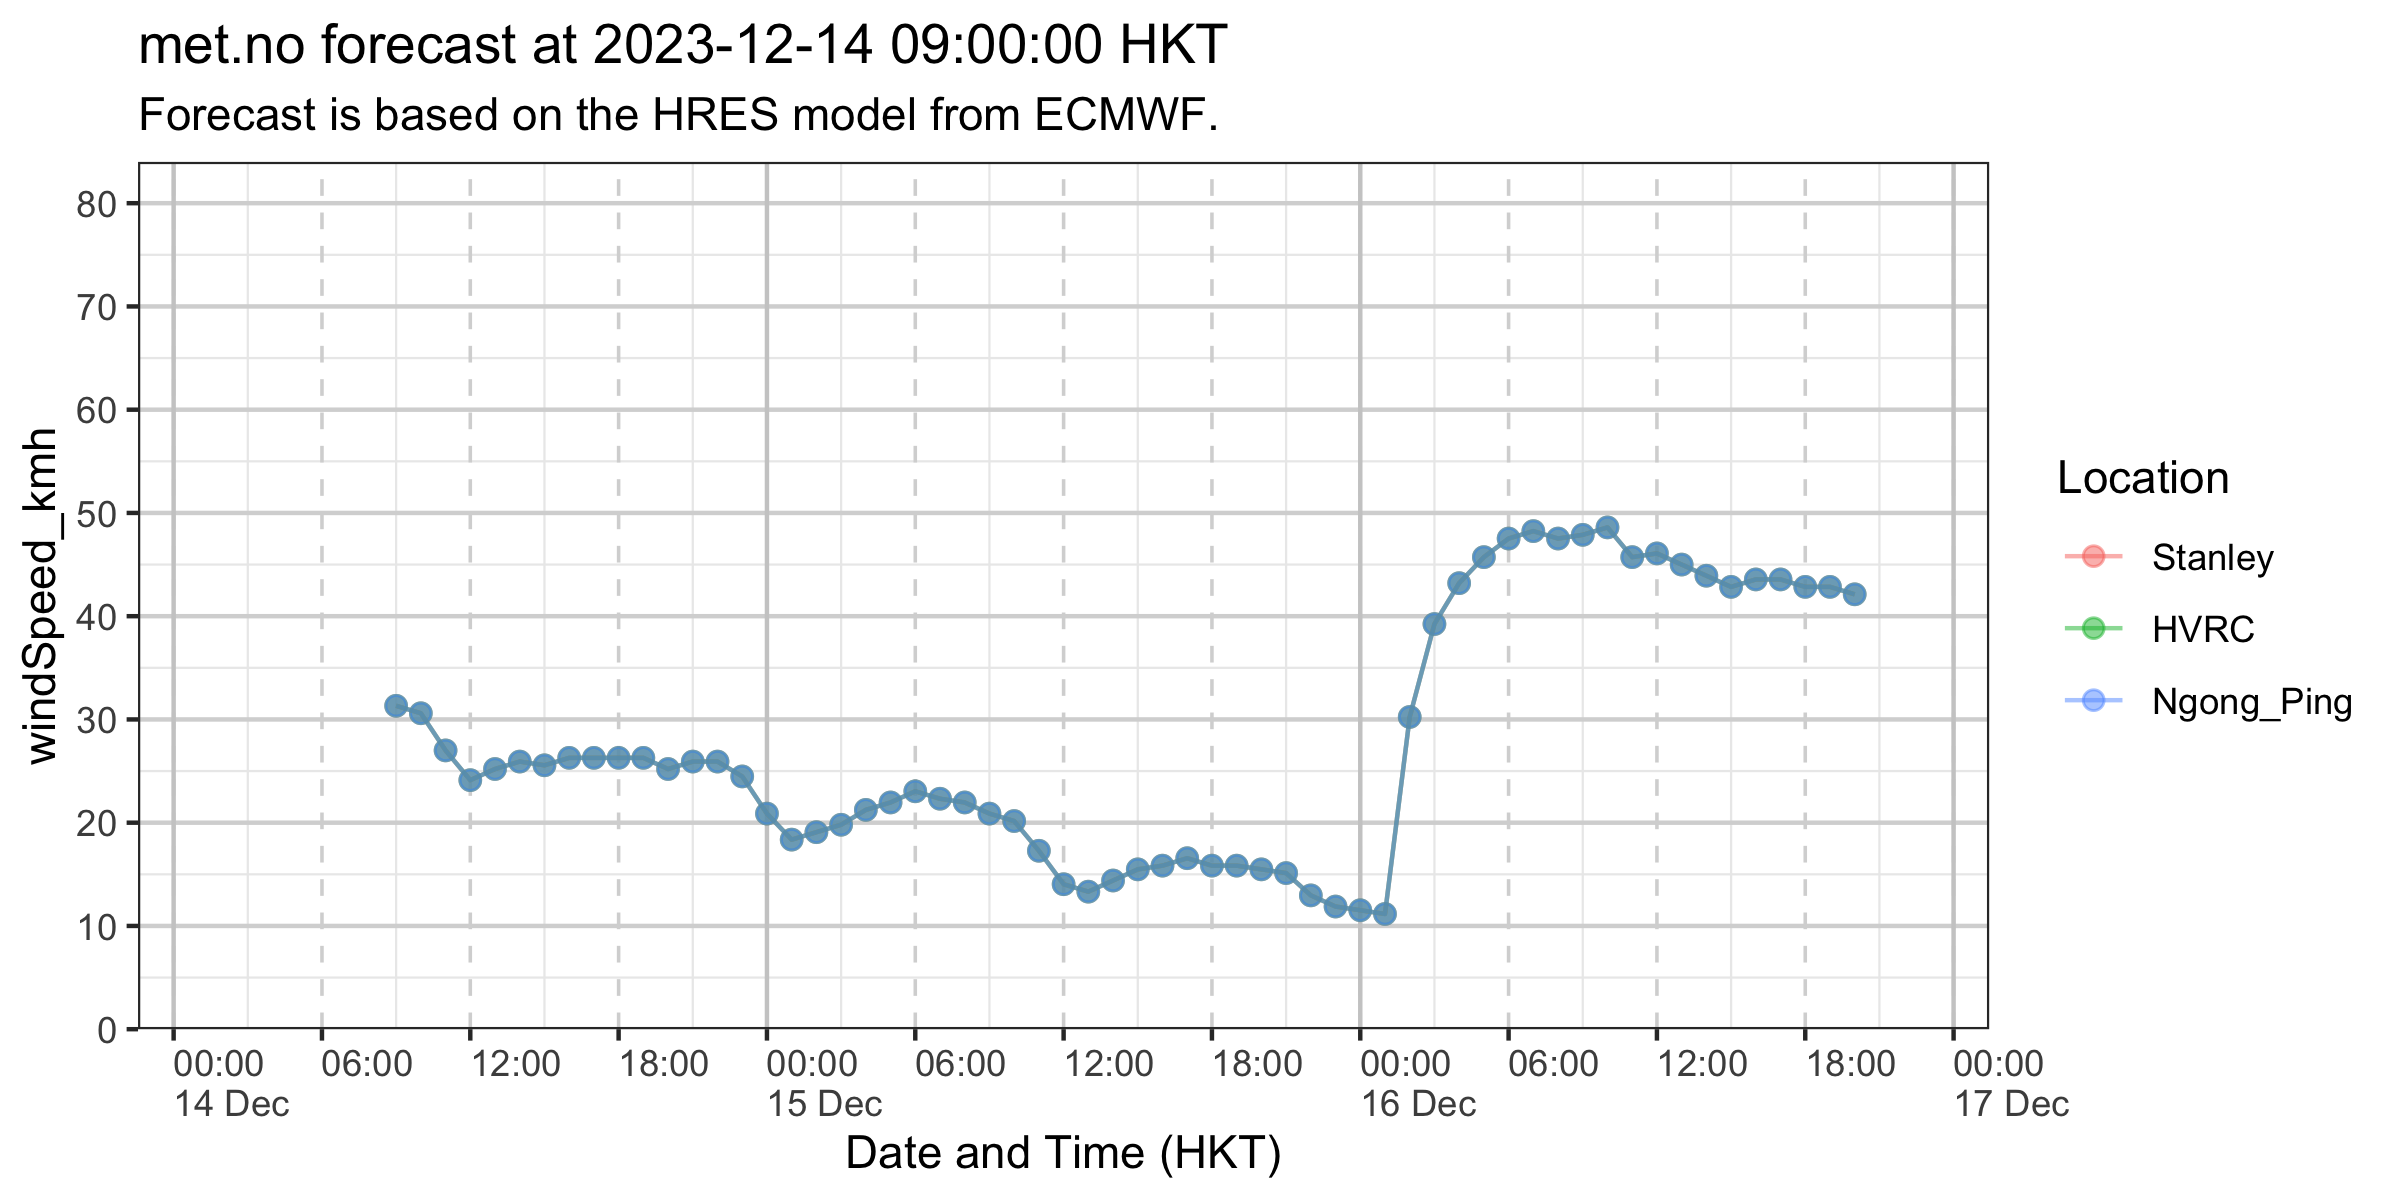 met.no forecast at 2023-12-14 09:00:00 HKT
Forecast is based on the HRES model from ECMWF.
windSpeed_kmh
80
70
60
50
40
30
20
10
0
00:00 06:00 12:00 18:00 00:00 06:00 12:00 18:00 00:00 06:00 12:00 18:00 00:00
14 Dec 15 Dec 16 Dec 17 Dec
Date and Time (HKT)
Location
Stanley
HVRC
Ngong_Ping